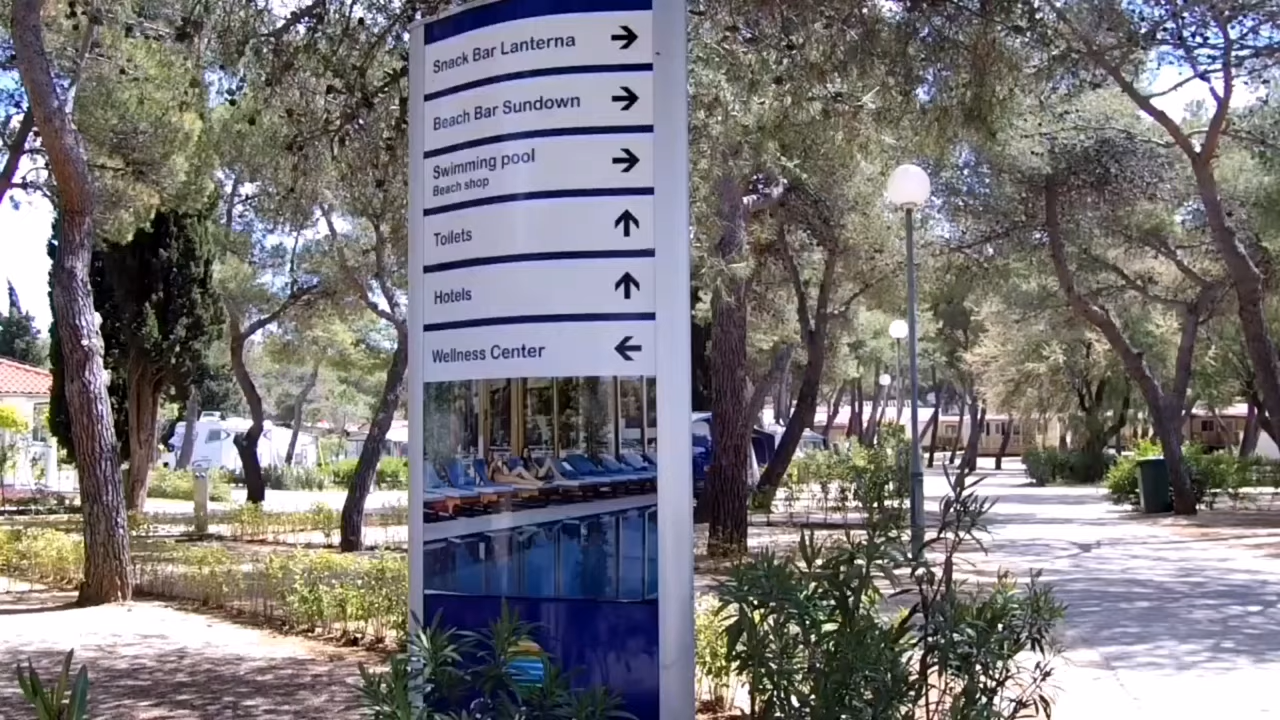 Snack Bar Lanterna →
Beach Bar Sundown →
Swimming pool →
Beach shop
Toilets ↑
Hotels ↑
Wellness Center ←